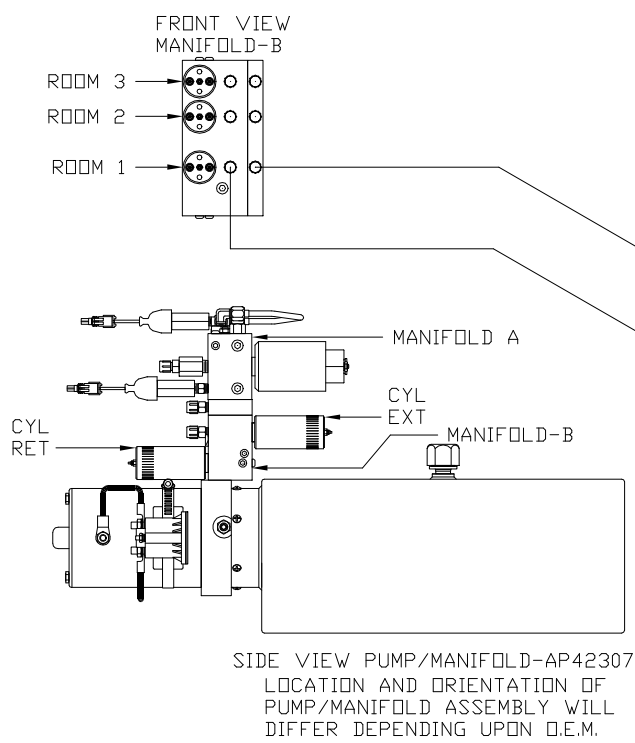 FRONT VIEW
MANIFOLD-B
ROOM 3
ROOM 2
ROOM 1
MANIFOLD A
CYL
EXT
CYL
RET
MANIFOLD-B
SIDE VIEW PUMP/MANIFOLD-AP42307
LOCATION AND ORIENTATION OF
PUMP/MANIFOLD ASSEMBLY WILL
DIFFER DEPENDING UPON O.E.M.